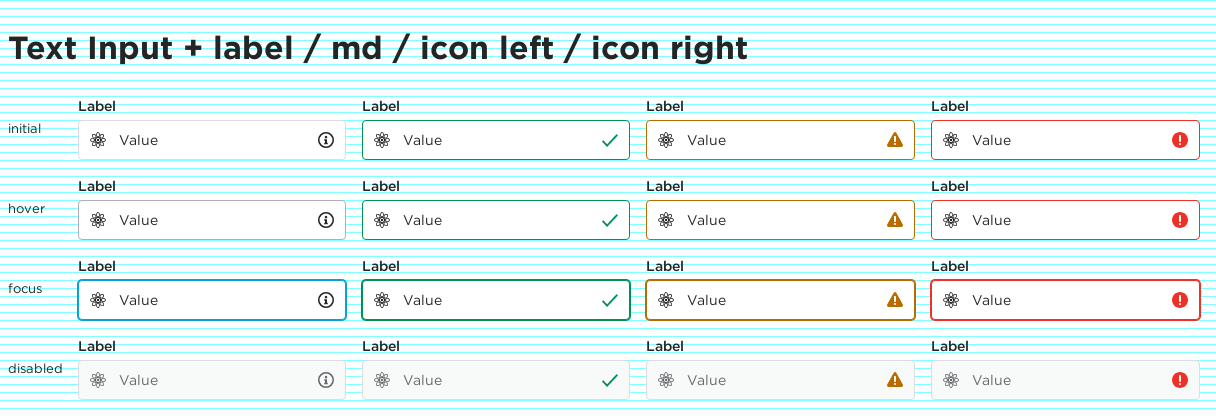 Text Input + label / md / icon left / icon right
Label Label Label Label
initial Value Value Value Value
Label Label Label Label
hover Value Value Value Value
Label Label Label Label
focus Value Value Value Value
Label Label Label Label
disabled Value Value Value Value